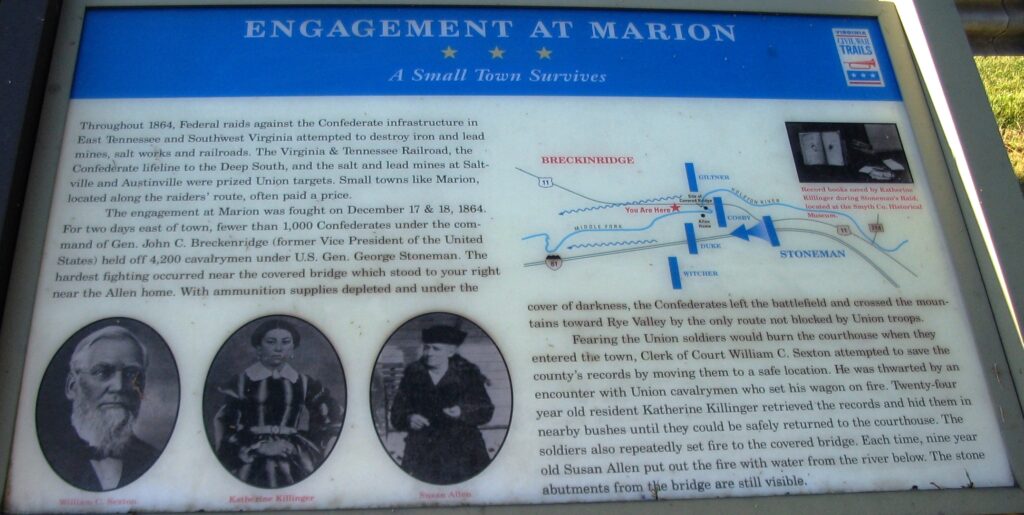 ENGAGEMENT AT MARION
A Small Town Survives
VIRGINIA
CIVIL WAR
TRAILS
Throughout 1864, Federal raids against the Confederate infrastructure in
East Tennessee and Southwest Virginia attempted to destroy iron and lead
mines, salt works and railroads. The Virginia & Tennessee Railroad, the
Confederate lifeline to the Deep South, and the salt and lead mines at Salt-
ville and Austinville were prized Union targets. Small towns like Marion,
located along the raiders' route, often paid a price.
The engagement at Marion was fought on December 17 & 18, 1864.
For two days east of town, fewer than 1,000 Confederates under the com-
mand of Gen. John C. Breckenridge (former Vice President of the United
States) held off 4,200 cavalrymen under U.S. Gen. George Stoneman. The
hardest fighting occurred near the covered bridge which stood to your right
near the Allen home. With ammunition supplies depleted and under the
BRECKINRIDGE
11
GILTNER
Site of
Covered Bridge
HOLSTON RIVER
You Are Here
COSBY
Allen
Home
MIDDLE FORK
DUKE
STONEMAN
11
81
WITCHER
Record books saved by Katherine
Killinger during Stoneman's Raid,
located at the Smyth Co. Historical
Museum.
cover of darkness, the Confederates left the battlefield and crossed the moun-
tains toward Rye Valley by the only route not blocked by Union troops.
Fearing the Union soldiers would burn the courthouse when they
entered the town, Clerk of Court William C. Sexton attempted to save the
county's records by moving them to a safe location. He was thwarted by an
encounter with Union cavalrymen who set his wagon on fire. Twenty-four
year old resident Katherine Killinger retrieved the records and hid them in
nearby bushes until they could be safely returned to the courthouse. The
soldiers also repeatedly set fire to the covered bridge. Each time, nine year
old Susan Allen put out the fire with water from the river below. The stone
abutments from the bridge are still visible.
William C. Sexton
Katherine Killinger
Susan Allen